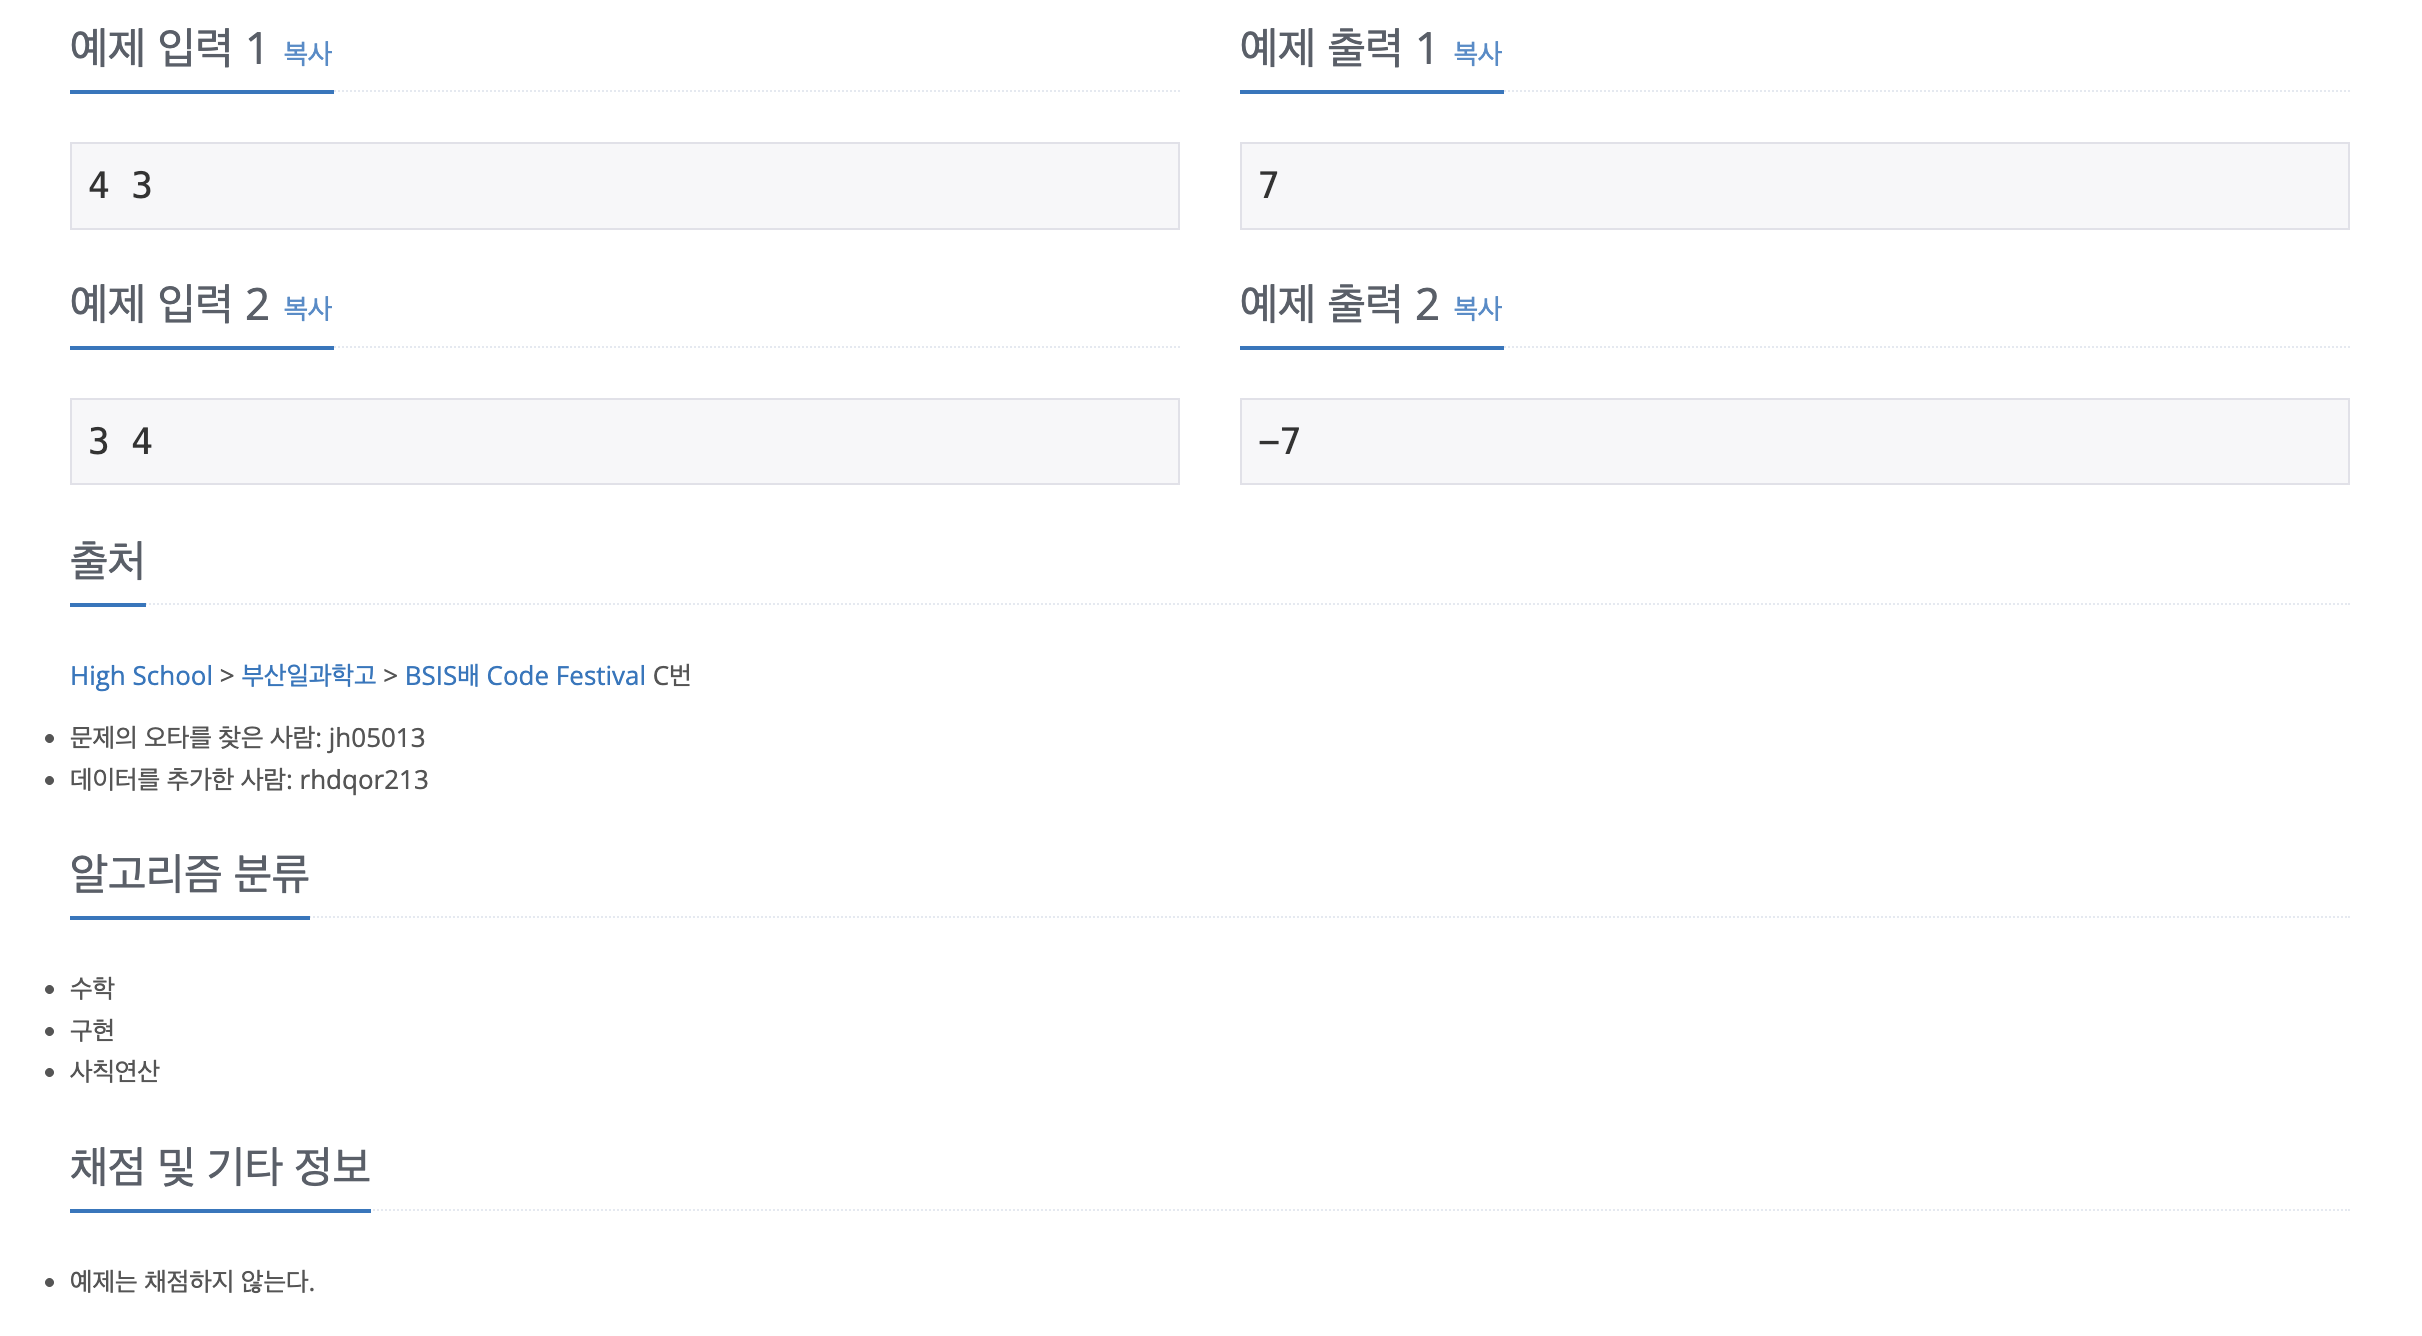 예제 입력 1 복사
예제 출력 1 복사
4 3
7
예제 입력 2 복사
예제 출력 2 복사
3 4
-7
출처
High School > 부산일과학고 > BSIS배 Code Festival C번
문제의 오타를 찾은 사람: jh05013
데이터를 추가한 사람: rhdqor213
알고리즘 분류
수학
구현
사칙연산
채점 및 기타 정보
예제는 채점하지 않는다.